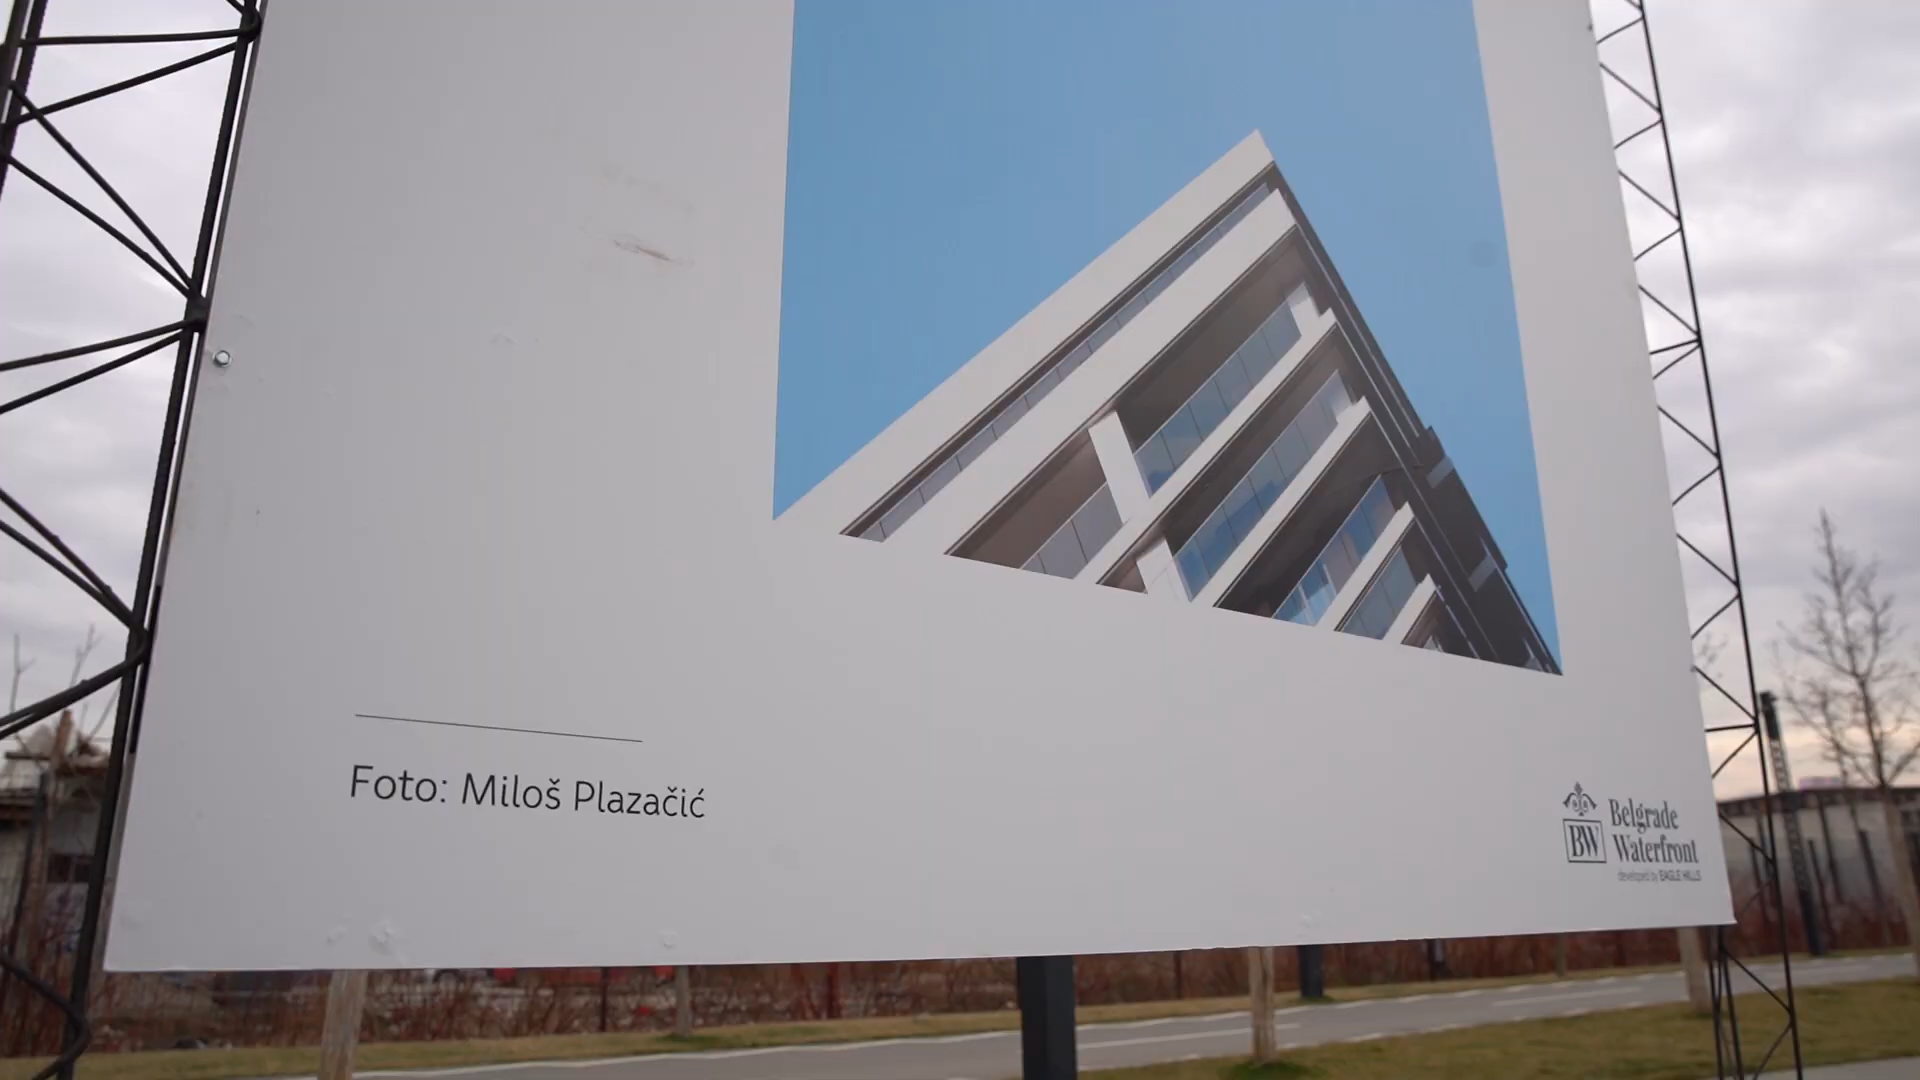 Foto: Miloš Plazačić
BW
Belgrade
Waterfront
developed by EAGLE HILLS